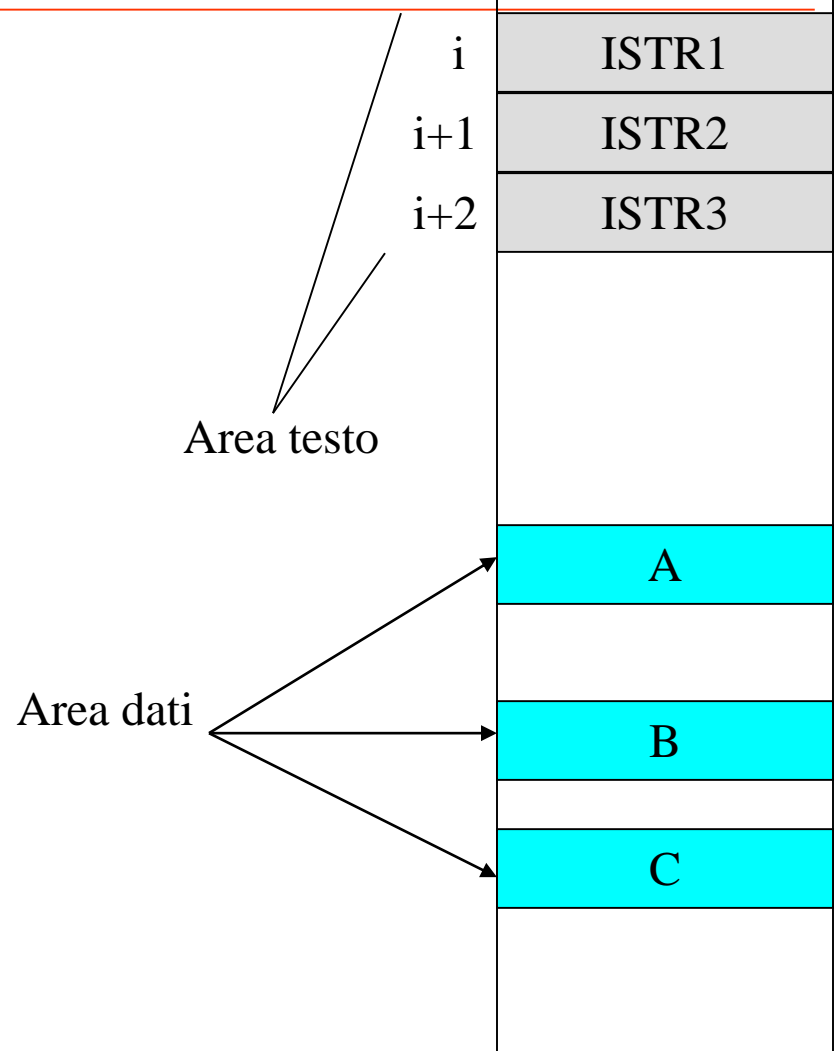 i ISTR1
i+1 ISTR2
i+2 ISTR3
Area testo
A
Area dati
B
C